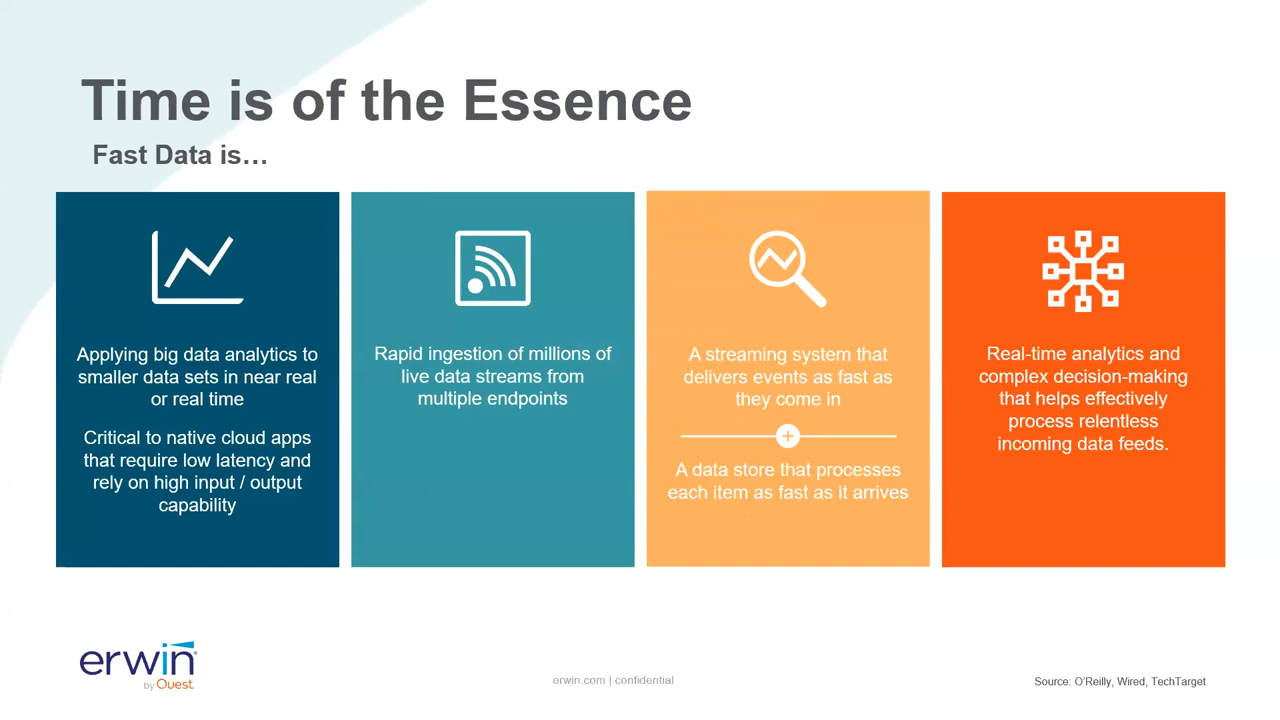 Time is of the Essence
Fast Data is…
Applying big data analytics to
smaller data sets in near real
or real time
Critical to native cloud apps
that require low latency and
rely on high input / output
capability
Rapid ingestion of millions of
live data streams from
multiple endpoints
A streaming system that
delivers events as fast as
they come in
+
A data store that processes
each item as fast as it arrives
Real-time analytics and
complex decision-making
that helps effectively
process relentless
incoming data feeds.
erwin®
by Quest
erwin.com | confidential
Source: O'Reilly, Wired, TechTarget